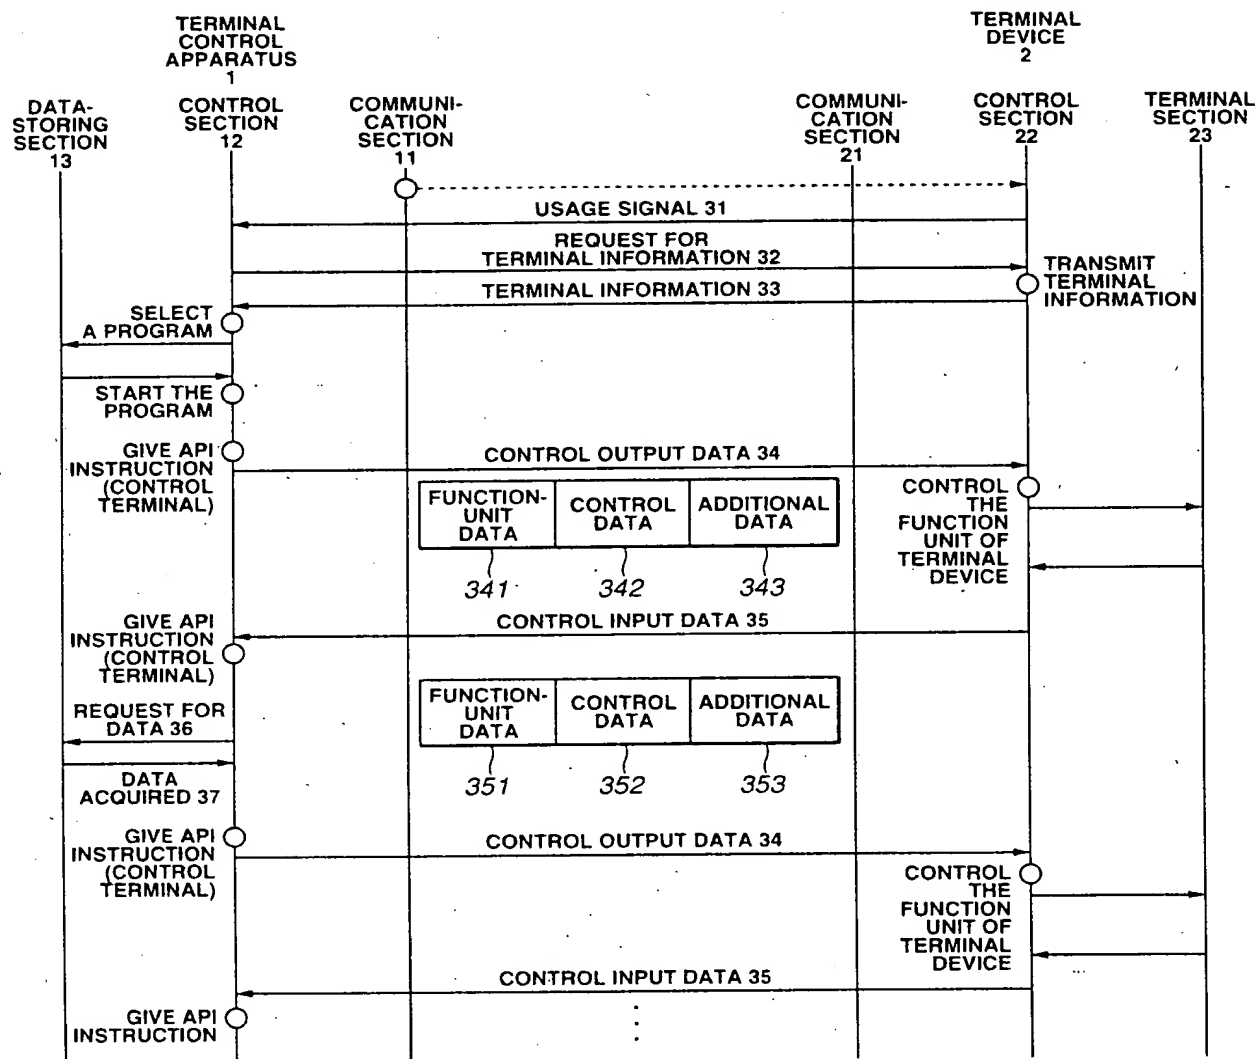 TERMINAL
CONTROL
APPARATUS
1
TERMINAL
DEVICE
2
DATA-
STORING
SECTION
13
CONTROL
SECTION
12
COMMUNI-
CATION
SECTION
11
COMMUNI-
CATION
SECTION
21
CONTROL
SECTION
22
TERMINAL
SECTION
23
USAGE SIGNAL 31
REQUEST FOR
TERMINAL INFORMATION 32
TRANSMIT
TERMINAL
INFORMATION
TERMINAL INFORMATION 33
SELECT
A PROGRAM
START THE
PROGRAM
GIVE API
INSTRUCTION
(CONTROL
TERMINAL)
CONTROL OUTPUT DATA 34
FUNCTION-
UNIT
DATA
CONTROL
DATA
ADDITIONAL
DATA
341
342
343
CONTROL
THE
FUNCTION
UNIT OF
TERMINAL
DEVICE
GIVE API
INSTRUCTION
(CONTROL
TERMINAL)
CONTROL INPUT DATA 35
FUNCTION-
UNIT
DATA
CONTROL
DATA
ADDITIONAL
DATA
351
352
353
REQUEST FOR
DATA 36
DATA
ACQUIRED 37
GIVE API
INSTRUCTION
(CONTROL
TERMINAL)
CONTROL OUTPUT DATA 34
CONTROL
THE
FUNCTION
UNIT OF
TERMINAL
DEVICE
CONTROL INPUT DATA 35
GIVE API
INSTRUCTION